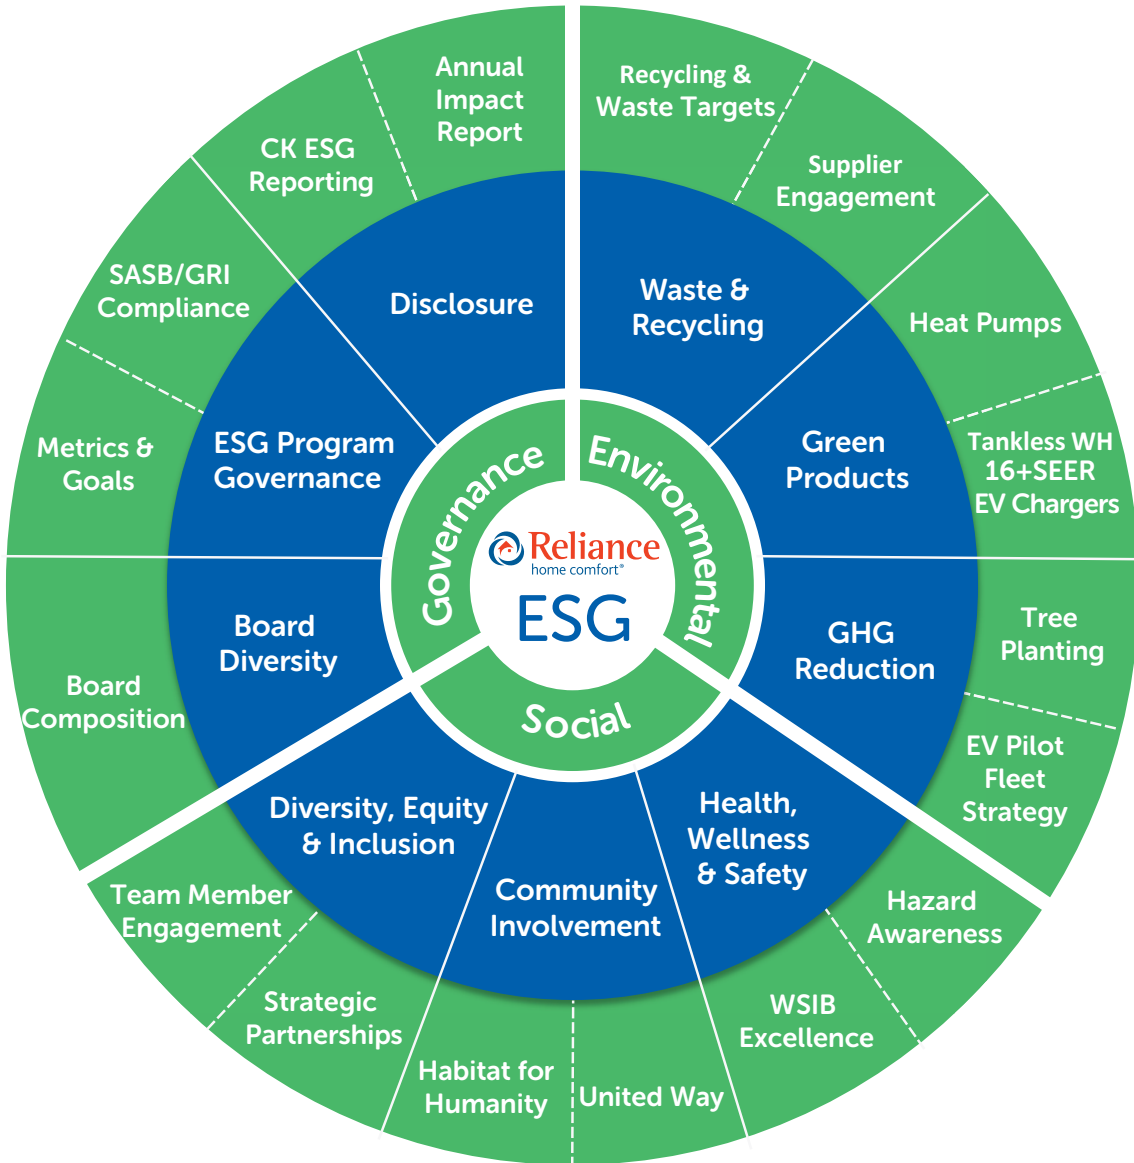 Reliance
home comfort®
ESG
Environmental
Waste &
Recycling
Recycling &
Waste Targets
Supplier
Engagement
Green
Products
Heat Pumps
Tankless WH
16+SEER
EV Chargers
GHG
Reduction
Tree
Planting
EV Pilot
Fleet
Strategy
Social
Health,
Wellness
& Safety
Hazard
Awareness
WSIB
Excellence
Community
Involvement
United Way
Habitat for
Humanity
Diversity, Equity
& Inclusion
Strategic
Partnerships
Team Member
Engagement
Governance
Board
Diversity
Board
Composition
ESG Program
Governance
Metrics &
Goals
SASB/GRI
Compliance
Disclosure
CK ESG
Reporting
Annual
Impact
Report